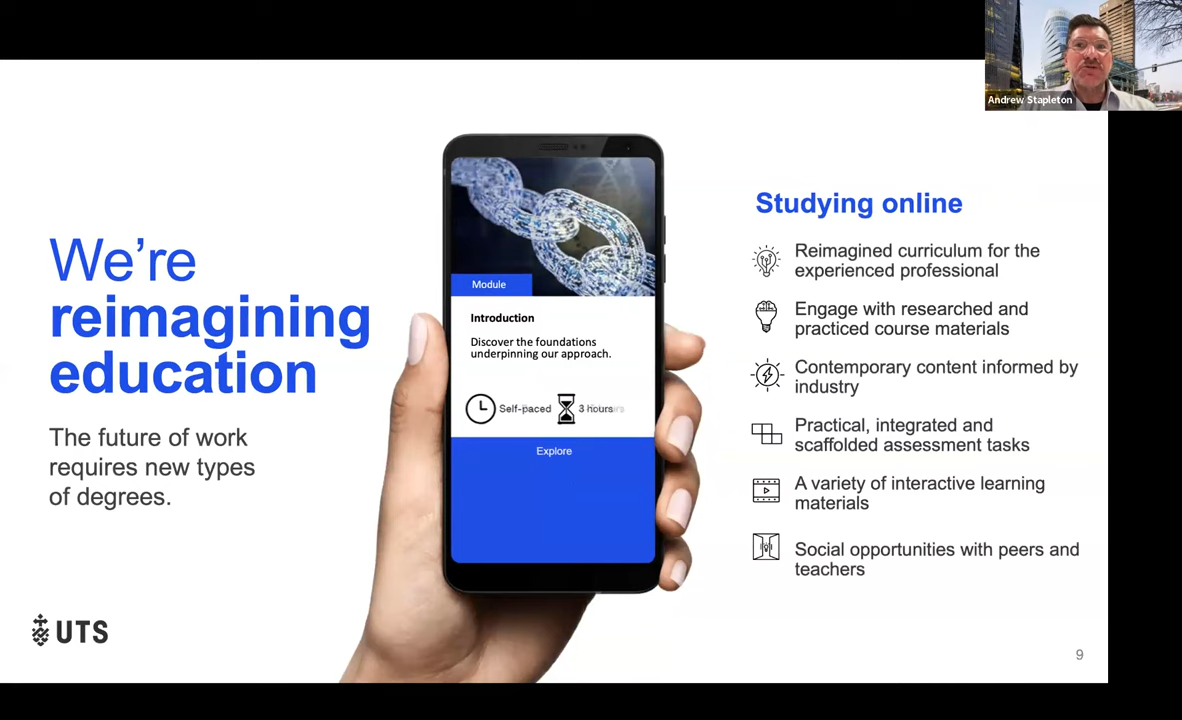 Andrew Stapleton
We're
reimagining
education
The future of work
requires new types
of degrees.
UTS
Module
Introduction
Discover the foundations
underpinning our approach.
Self-paced
3 hours
Explore
Studying online
Reimagined curriculum for the
experienced professional
Engage with researched and
practiced course materials
Contemporary content informed by
industry
Practical, integrated and
scaffolded assessment tasks
A variety of interactive learning
materials
Social opportunities with peers and
teachers
9